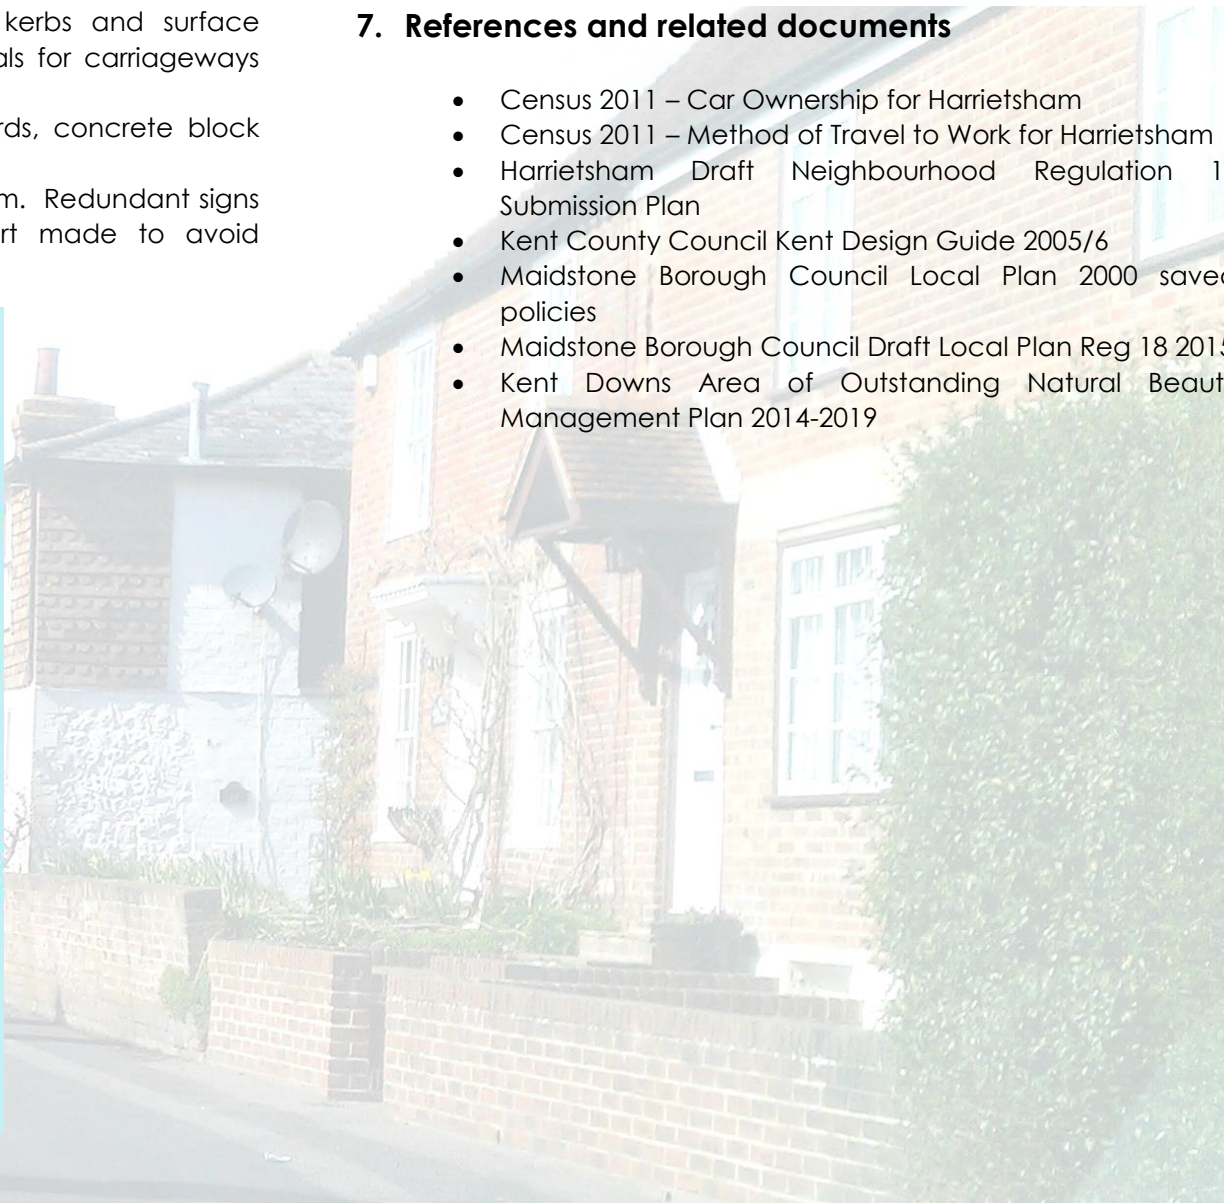 kerbs and surface
als for carriageways
rds, concrete block
m. Redundant signs
rt made to avoid
7. References and related documents
• Census 2011 – Car Ownership for Harrietsham
• Census 2011 – Method of Travel to Work for Harrietsham
• Harrietsham Draft Neighbourhood Regulation 1
Submission Plan
• Kent County Council Kent Design Guide 2005/6
• Maidstone Borough Council Local Plan 2000 saved
policies
• Maidstone Borough Council Draft Local Plan Reg 18 2015
• Kent Downs Area of Outstanding Natural Beaut
Management Plan 2014-2019